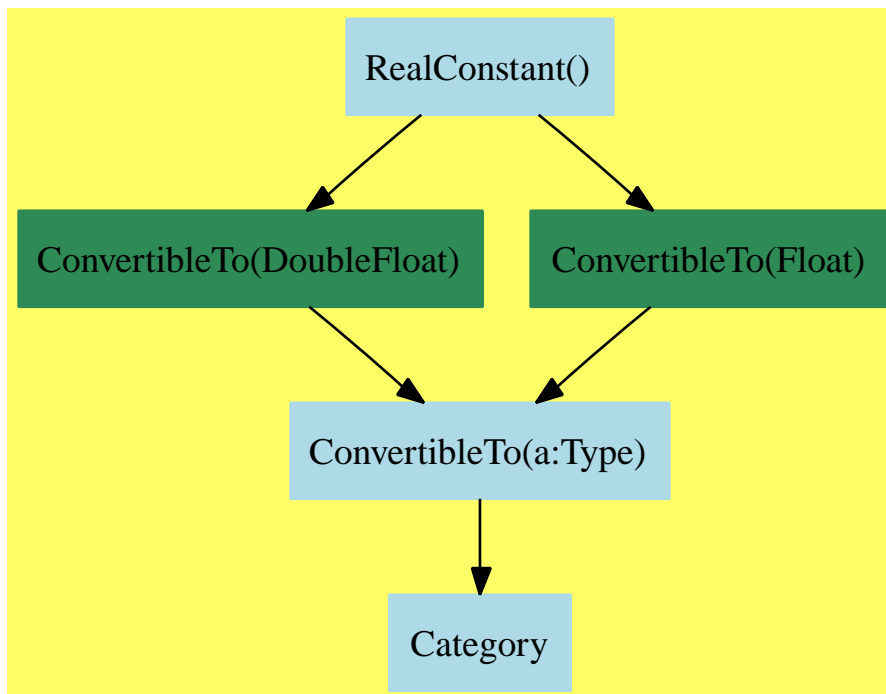 RealConstant()
ConvertibleTo(DoubleFloat)
ConvertibleTo(Float)
ConvertibleTo(a:Type)
Category